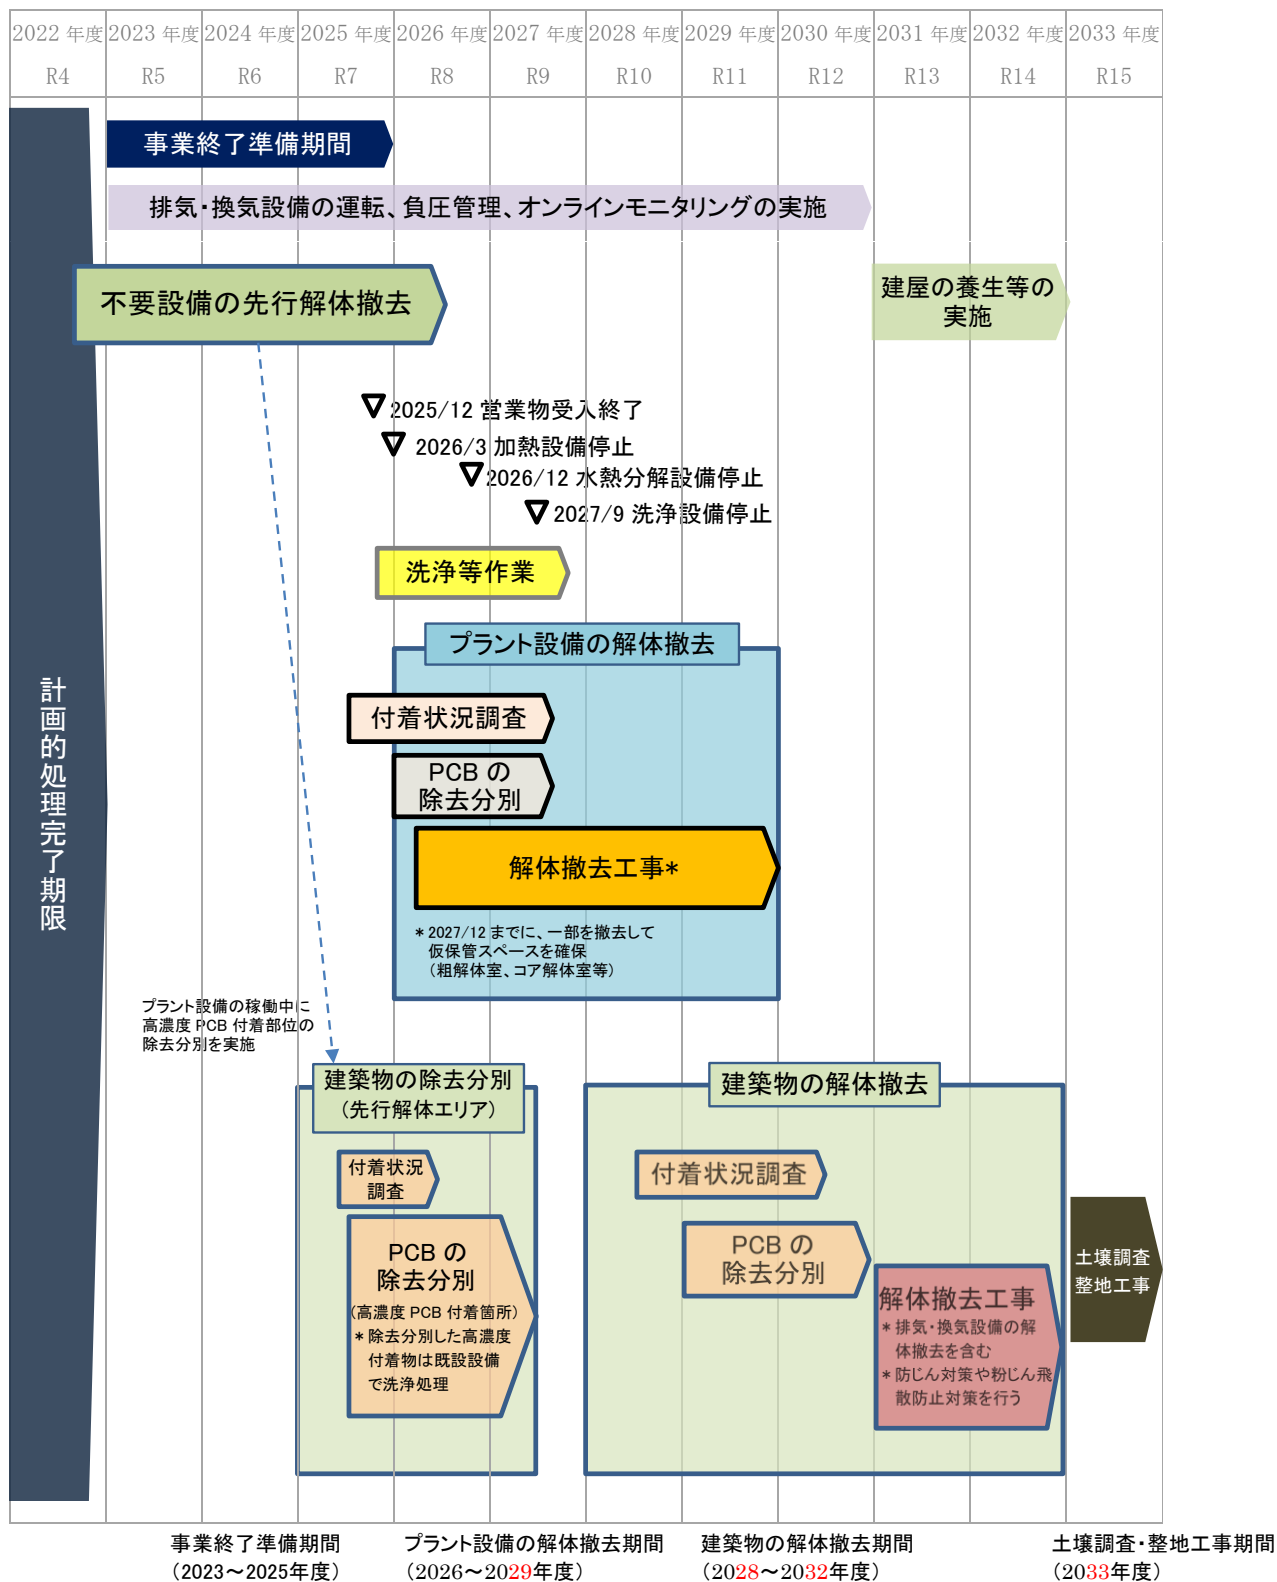 2022 年度 2023 年度 2024 年度 2025 年度 2026 年度 2027 年度 2028 年度 2029 年度 2030 年度 2031 年度 2032 年度 2033 年度
R4 R5 R6 R7 R8 R9 R10 R11 R12 R13 R14 R15
計画的処理完了期限
事業終了準備期間
排気・換気設備の運転、負圧管理、オンラインモニタリングの実施
不要設備の先行解体撤去
建屋の養生等の
実施
2025/12 営業物受入終了
2026/3 加熱設備停止
2026/12 水熱分解設備停止
2027/9 洗浄設備停止
洗浄等作業
プラント設備の解体撤去
付着状況調査
PCB の
除去分別
解体撤去工事*
* 2027/12 までに、一部を撤去して
仮保管スペースを確保
（粗解体室、コア解体室等）
プラント設備の稼働中に
高濃度 PCB 付着部位の
除去分別を実施
建築物の除去分別
（先行解体エリア）
付着状況
調査
PCB の
除去分別
（高濃度 PCB 付着箇所）
* 除去分別した高濃度
付着物は既設設備
で洗浄処理
建築物の解体撤去
付着状況調査
PCB の
除去分別
解体撤去工事
* 排気・換気設備の解
体撤去を含む
* 防じん対策や粉じん飛
散防止対策を行う
土壌調査
整地工事
事業終了準備期間
（2023～2025年度）
プラント設備の解体撤去期間
（2026～2029年度）
建築物の解体撤去期間
（2028～2032年度）
土壌調査・整地工事期間
（2033年度）